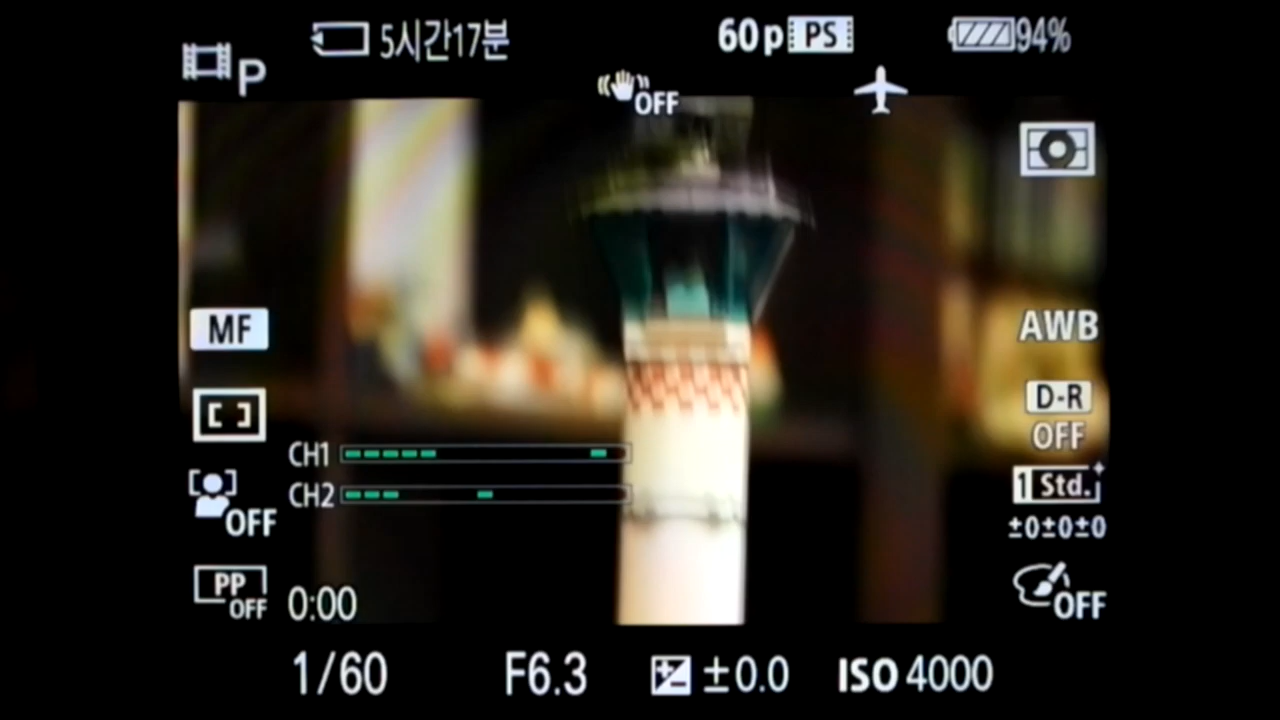 P 5시간17분 60p PS 94%
OFF
MF AWB
D-R
OFF
CH1
CH2
1 Std.
OFF ±0±0±0
PP
OFF 0:00 OFF
1/60 F6.3 ±0.0 ISO 4000